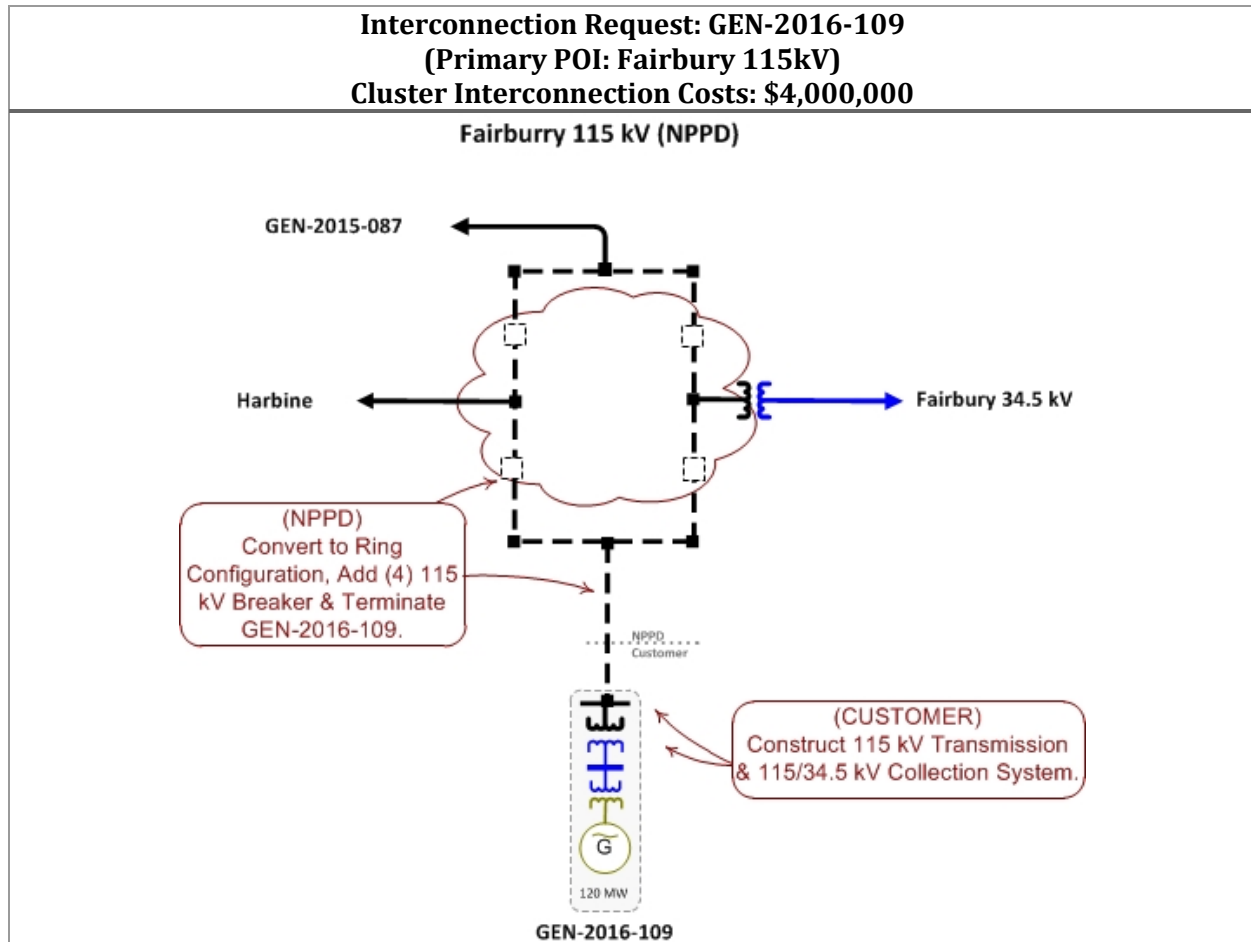 Interconnection Request: GEN-2016-109
(Primary POI: Fairbury 115kV)
Cluster Interconnection Costs: $4,000,000
Fairburry 115 kV (NPPD)
GEN-2015-087
Harbine
Fairbury 34.5 kV
(NPPD)
Convert to Ring
Configuration, Add (4) 115
kV Breaker & Terminate
GEN-2016-109.
NPPD
Customer
(CUSTOMER)
Construct 115 kV Transmission
& 115/34.5 kV Collection System.
G
120 MW
GEN-2016-109